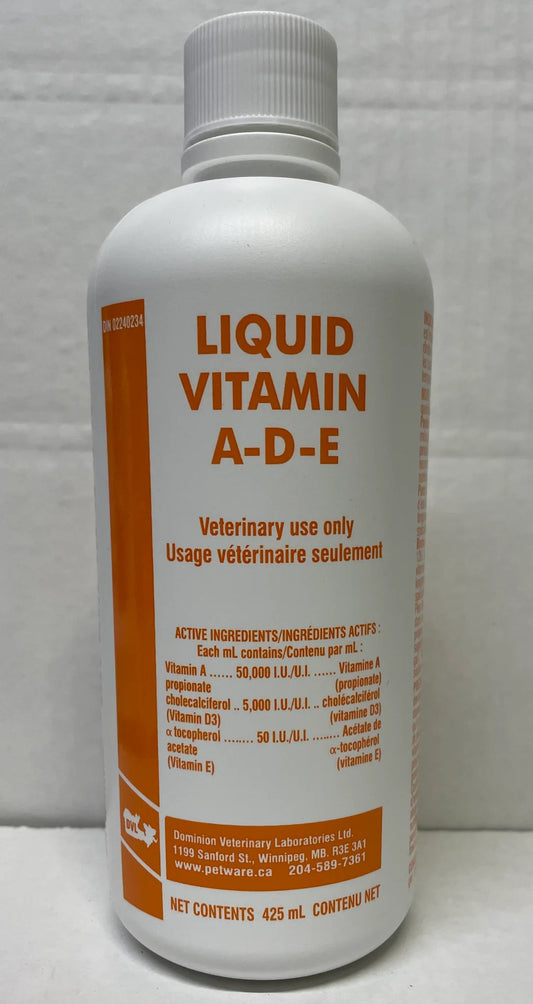 DIN 02240234
LIQUID
VITAMIN
A-D-E
Veterinary use only
Usage vétérinaire seulement
ACTIVE INGREDIENTS/INGRÉDIENTS ACTIFS :
Each mL contains/Contenu par mL :
Vitamin A ...... 50,000 I.U./U.I. ...... Vitamine A
propionate (propionate)
cholecalciferol .. 5,000 I.U./U.I. .. cholécalciférol
(Vitamin D3) (vitamine D3)
α tocopherol ........ 50 I.U./U.I. ....... Acétate de
acetate α-tocophérol
(Vitamin E) (vitamine E)
DVL
Dominion Veterinary Laboratories Ltd.
1199 Sanford St., Winnipeg, MB. R3E 3A1
www.petware.ca 204-589-7361
NET CONTENTS 425 mL CONTENU NET